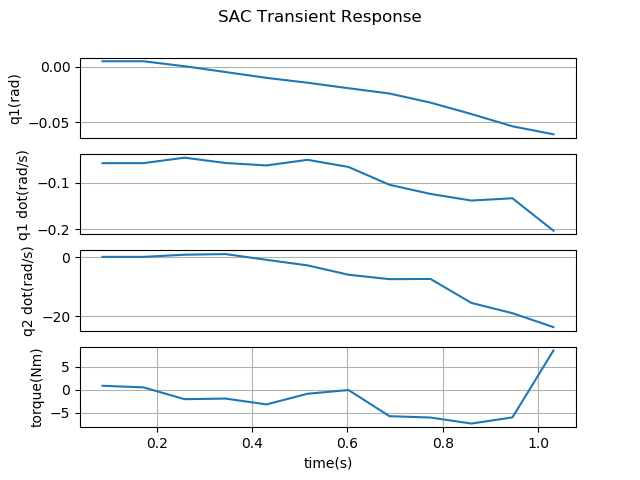 SAC Transient Response
0.00
−0.05
q1(rad)
−0.1
−0.2
q1 dot(rad/s)
0
−20
q2 dot(rad/s)
5
0
−5
torque(Nm)
0.2 0.4 0.6 0.8 1.0
time(s)